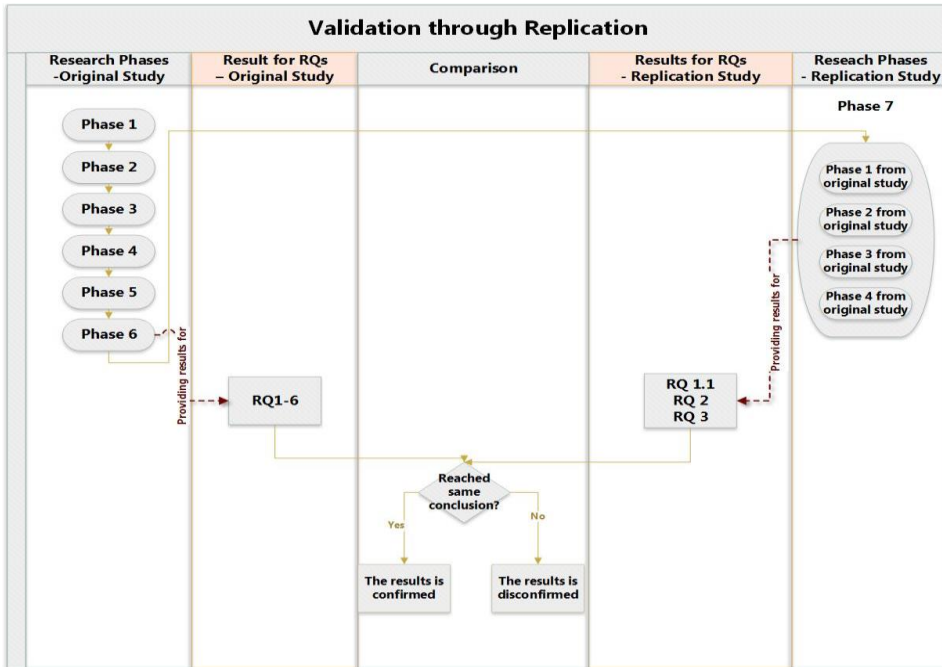 Validation through Replication
Research Phases
-Original Study
Result for RQs
– Original Study
Comparison
Results for RQs
- Replication Study
Reseach Phases
- Replication Study
Phase 1
Phase 2
Phase 3
Phase 4
Phase 5
Phase 6
Providing results for
RQ1-6
Reached
same
conclusion?
Yes
No
The results is
confirmed
The results is
disconfirmed
RQ 1.1
RQ 2
RQ 3
Providing results for
Phase 7
Phase 1 from
original study
Phase 2 from
original study
Phase 3 from
original study
Phase 4 from
original study